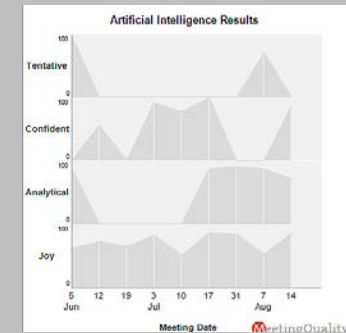 Artificial Intelligence Results
100
Tentative
0
100
Confident
0
100
Analytical
0
100
Joy
0
5 12 19 3 10 17 31 7 14
Jun Jul Aug
Meeting Date
MeetingQuality